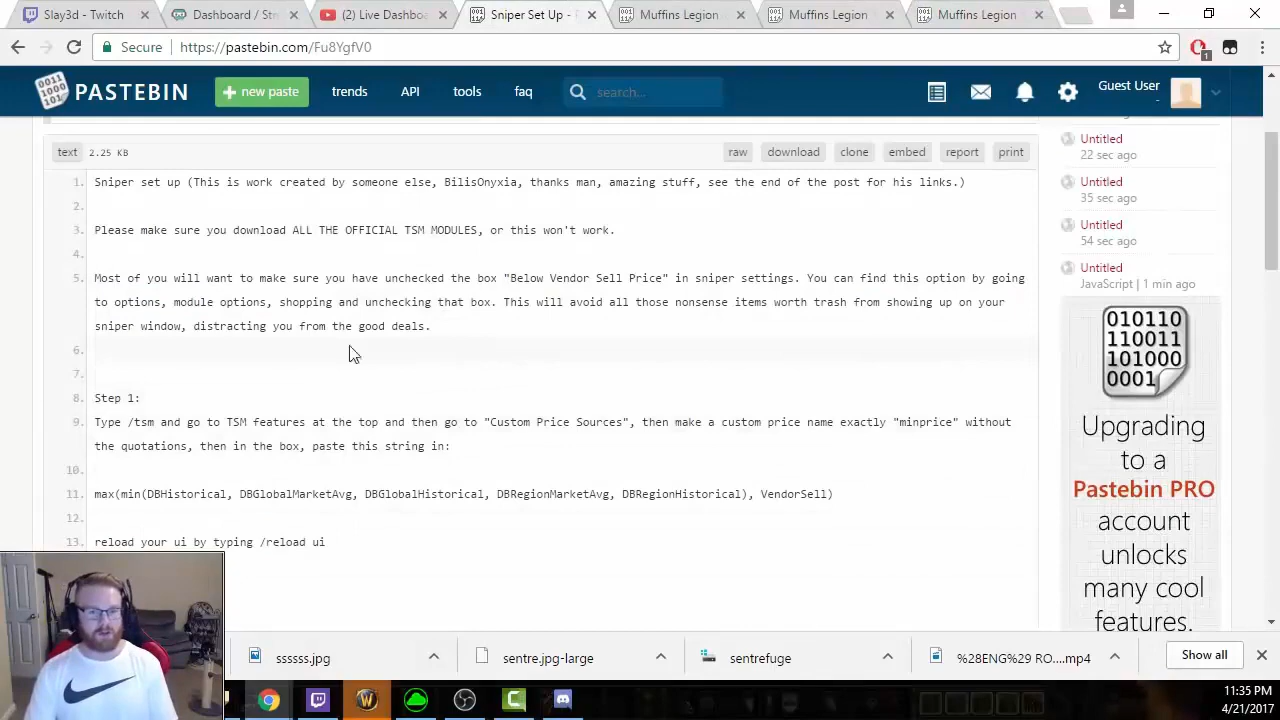 Slay3d - Twitch
Dashboard / Str
(2) Live Dashboa
Sniper Set Up - P
Muffins Legion
Muffins Legion
Muffins Legion
Secure
https://pastebin.com/Fu8YgfV0
1
0011
1000
101
PASTEBIN
+ new paste
trends
API
tools
faq
search...
Guest User
-
text
2.25 KB
raw
download
clone
embed
report
print
1. Sniper set up (This is work created by someone else, BilisOnyxia, thanks man, amazing stuff, see the end of the post for his links.)
2.
3. Please make sure you download ALL THE OFFICIAL TSM MODULES, or this won't work.
4.
5. Most of you will want to make sure you have unchecked the box "Below Vendor Sell Price" in sniper settings. You can find this option by going
to options, module options, shopping and unchecking that box. This will avoid all those nonsense items worth trash from showing up on your
sniper window, distracting you from the good deals.
6.
7.
8. Step 1:
9. Type /tsm and go to TSM features at the top and then go to "Custom Price Sources", then make a custom price name exactly "minprice" without
the quotations, then in the box, paste this string in:
10.
11. max(min(DBHistorical, DBGlobalMarketAvg, DBGlobalHistorical, DBRegionMarketAvg, DBRegionHistorical), VendorSell)
12.
13. reload your ui by typing /reload ui
Untitled
22 sec ago
Untitled
35 sec ago
Untitled
54 sec ago
Untitled
JavaScript | 1 min ago
010110
110011
101000
0001
Upgrading
to a
Pastebin PRO
account
unlocks
many cool
features.
ssssss.jpg
sentre.jpg-large
sentrefuge
%28ENG%29 RO....mp4
Show all
11:35 PM
4/21/2017